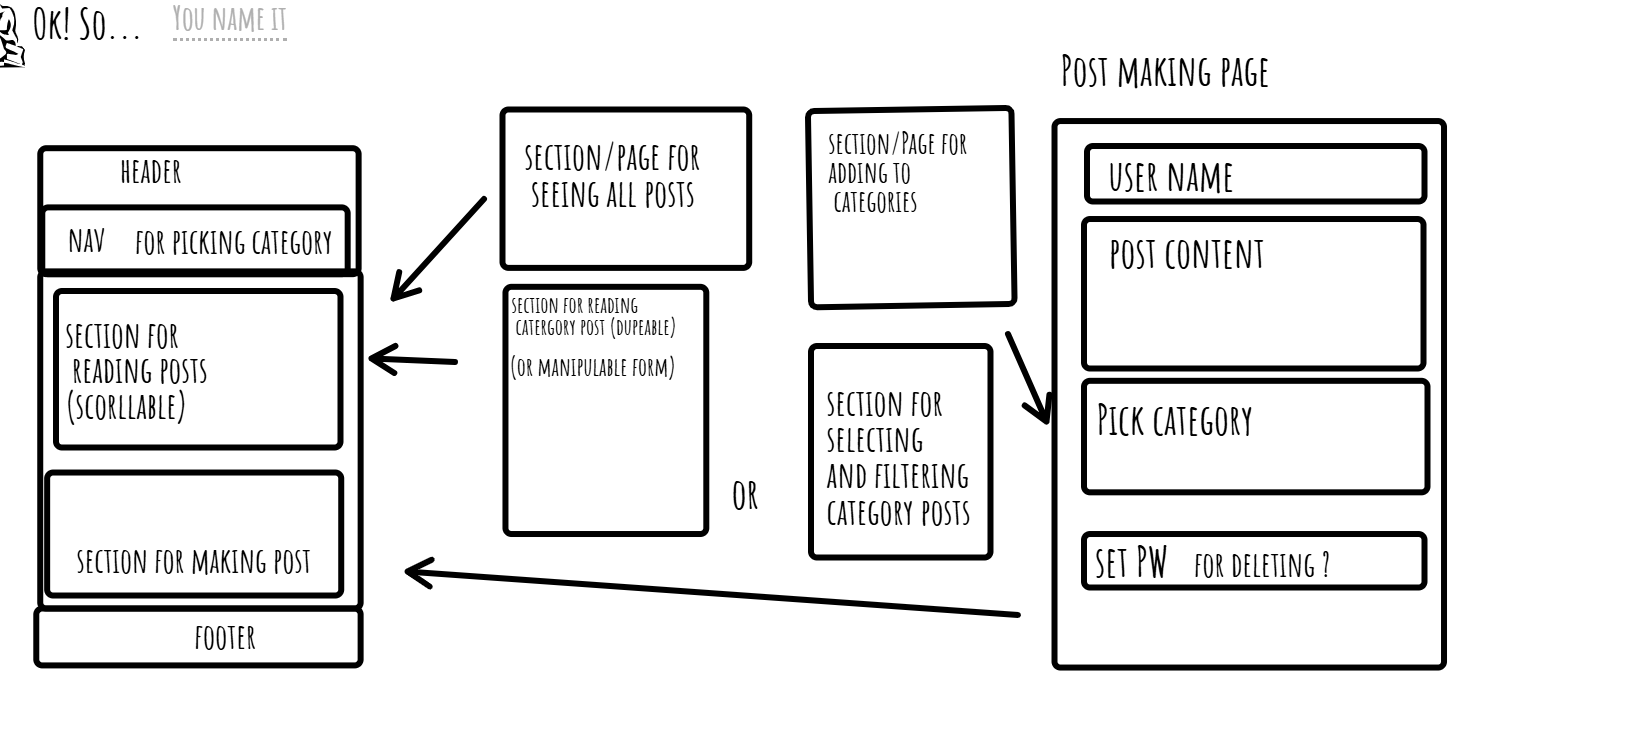 Ok! So...
You name it
Post making page
header
nav for picking category
section for
reading posts
(scorllable)
section for making post
footer
section/page for
seeing all posts
section for reading
catergory post (dupeable)
(or manipulable form)
or
section/Page for
adding to
categories
section for
selecting
and filtering
category posts
user name
post content
Pick category
set PW for deleting ?